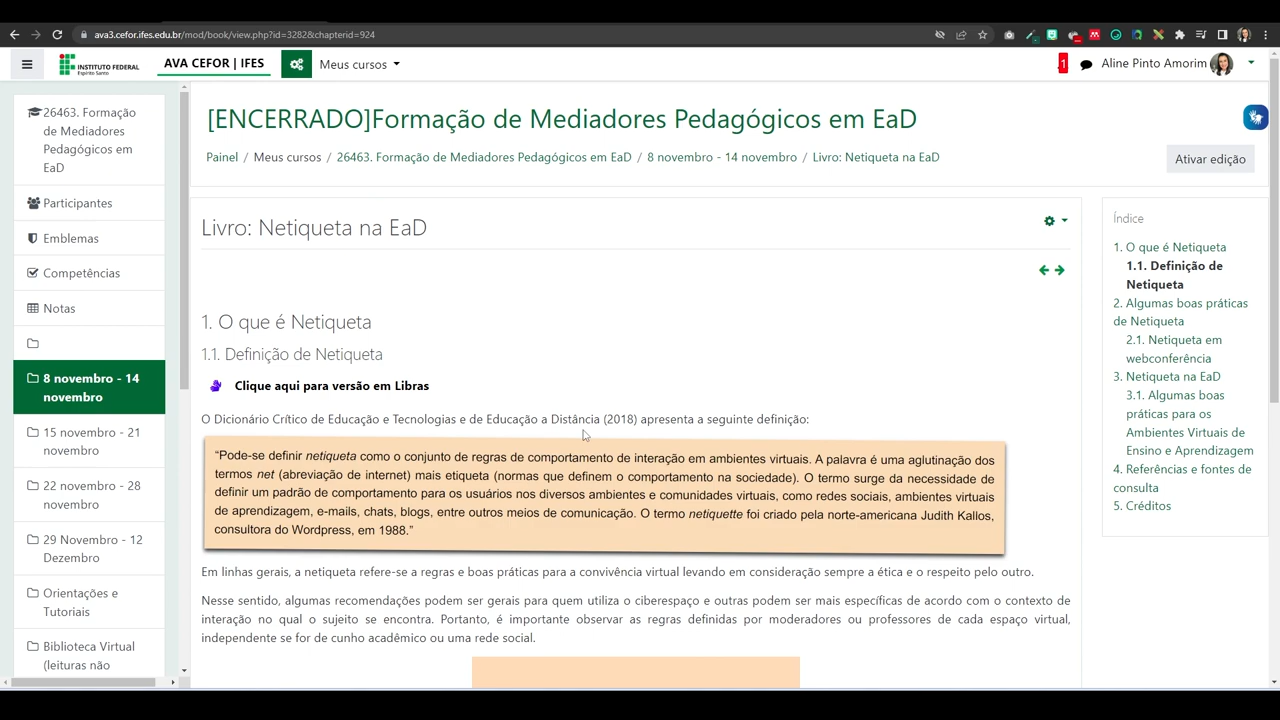 ava3.cefor.ifes.edu.br/mod/book/view.php?id=3282&chapterid=924
INSTITUTO FEDERAL
Espírito Santo
AVA CEFOR | IFES
Meus cursos
1
Aline Pinto Amorim
26463. Formação
de Mediadores
Pedagógicos em
EaD
Participantes
Emblemas
Competências
Notas
8 novembro - 14
novembro
15 novembro - 21
novembro
22 novembro - 28
novembro
29 Novembro - 12
Dezembro
Orientações e
Tutoriais
Biblioteca Virtual
(leituras não
[ENCERRADO]Formação de Mediadores Pedagógicos em EaD
Painel / Meus cursos / 26463. Formação de Mediadores Pedagógicos em EaD / 8 novembro - 14 novembro / Livro: Netiqueta na EaD
Ativar edição
Livro: Netiqueta na EaD
1. O que é Netiqueta
1.1. Definição de Netiqueta
Clique aqui para versão em Libras
O Dicionário Crítico de Educação e Tecnologias e de Educação a Distância (2018) apresenta a seguinte definição:
“Pode-se definir netiqueta como o conjunto de regras de comportamento de interação em ambientes virtuais. A palavra é uma aglutinação dos
termos net (abreviação de internet) mais etiqueta (normas que definem o comportamento na sociedade). O termo surge da necessidade de
definir um padrão de comportamento para os usuários nos diversos ambientes e comunidades virtuais, como redes sociais, ambientes virtuais
de aprendizagem, e-mails, chats, blogs, entre outros meios de comunicação. O termo netiquette foi criado pela norte-americana Judith Kallos,
consultora do Wordpress, em 1988.”
Em linhas gerais, a netiqueta refere-se a regras e boas práticas para a convivência virtual levando em consideração sempre a ética e o respeito pelo outro.
Nesse sentido, algumas recomendações podem ser gerais para quem utiliza o ciberespaço e outras podem ser mais específicas de acordo com o contexto de
interação no qual o sujeito se encontra. Portanto, é importante observar as regras definidas por moderadores ou professores de cada espaço virtual,
independente se for de cunho acadêmico ou uma rede social.
Índice
1. O que é Netiqueta
1.1. Definição de
Netiqueta
2. Algumas boas práticas
de Netiqueta
2.1. Netiqueta em
webconferência
3. Netiqueta na EaD
3.1. Algumas boas
práticas para os
Ambientes Virtuais de
Ensino e Aprendizagem
4. Referências e fontes de
consulta
5. Créditos